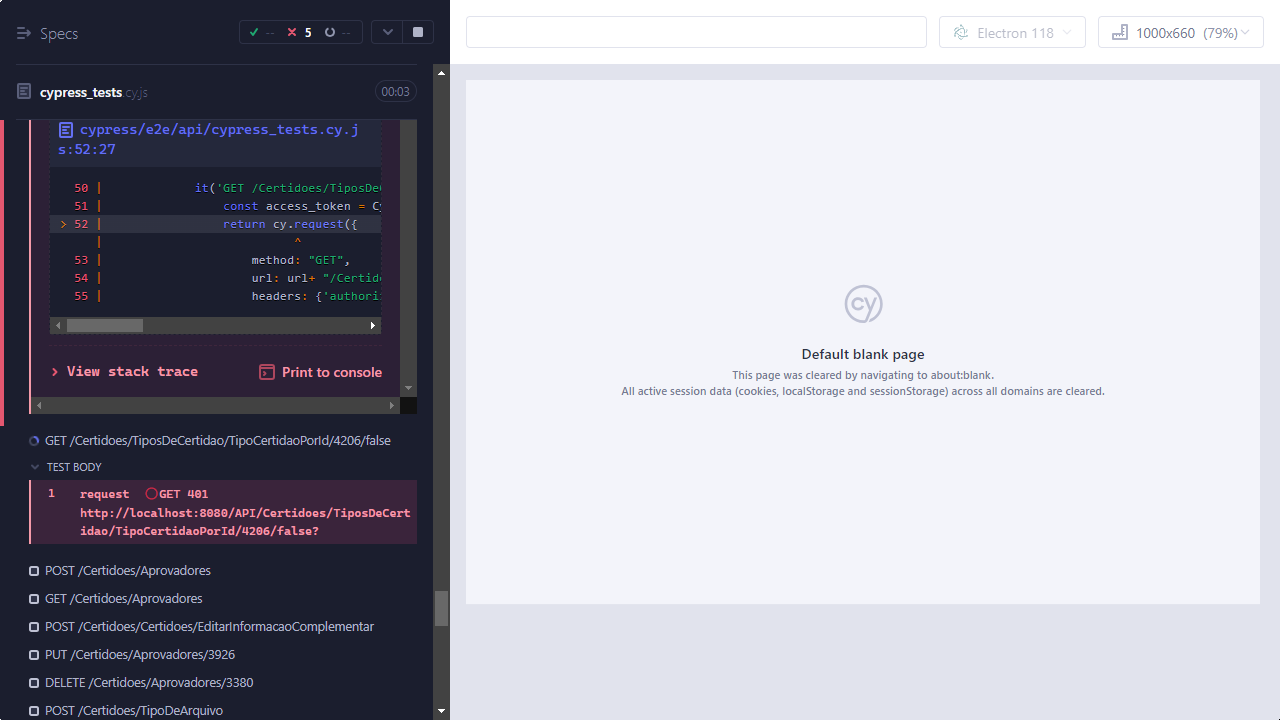 Specs
-- 5 --
Electron 118
1000x660 (79%)
cypress_tests.cy.js
00:03
cypress/e2e/api/cypress_tests.cy.j
s:52:27
50 | it('GET /Certidoes/TiposDe
51 | const access_token = Cy
> 52 | return cy.request({
| ^
53 | method: "GET",
54 | url: url+ "/Certido
55 | headers: {'authori
> View stack trace
Print to console
GET /Certidoes/TiposDeCertidao/TipoCertidaoPorId/4206/false
TEST BODY
1 request GET 401
http://localhost:8080/API/Certidoes/TiposDeCert
idao/TipoCertidaoPorId/4206/false?
POST /Certidoes/Aprovadores
GET /Certidoes/Aprovadores
POST /Certidoes/Certidoes/EditarInformacaoComplementar
PUT /Certidoes/Aprovadores/3926
DELETE /Certidoes/Aprovadores/3380
POST /Certidoes/TipoDeArquivo
cy
Default blank page
This page was cleared by navigating to about:blank.
All active session data (cookies, localStorage and sessionStorage) across all domains are cleared.